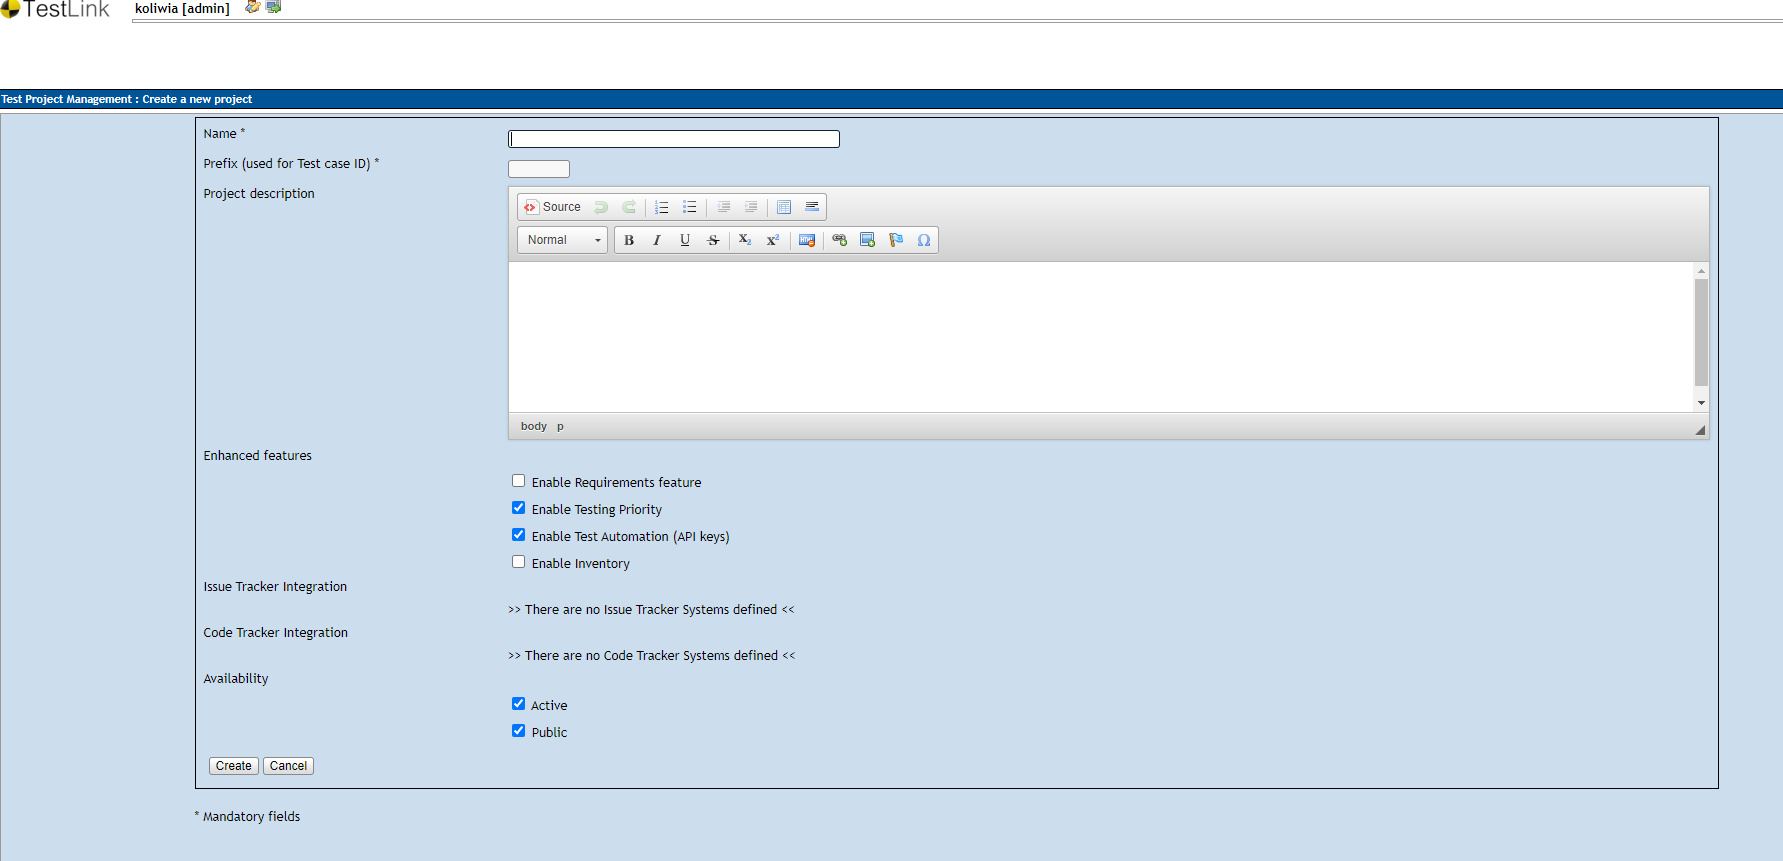 TestLink koliwia [admin]
Test Project Management : Create a new project
Name *
Prefix (used for Test case ID) *
Project description
Source
Normal B I U S X2 X2 Ω
body p
Enhanced features
Enable Requirements feature
Enable Testing Priority
Enable Test Automation (API keys)
Enable Inventory
Issue Tracker Integration
>> There are no Issue Tracker Systems defined <<
Code Tracker Integration
>> There are no Code Tracker Systems defined <<
Availability
Active
Public
Create Cancel
* Mandatory fields